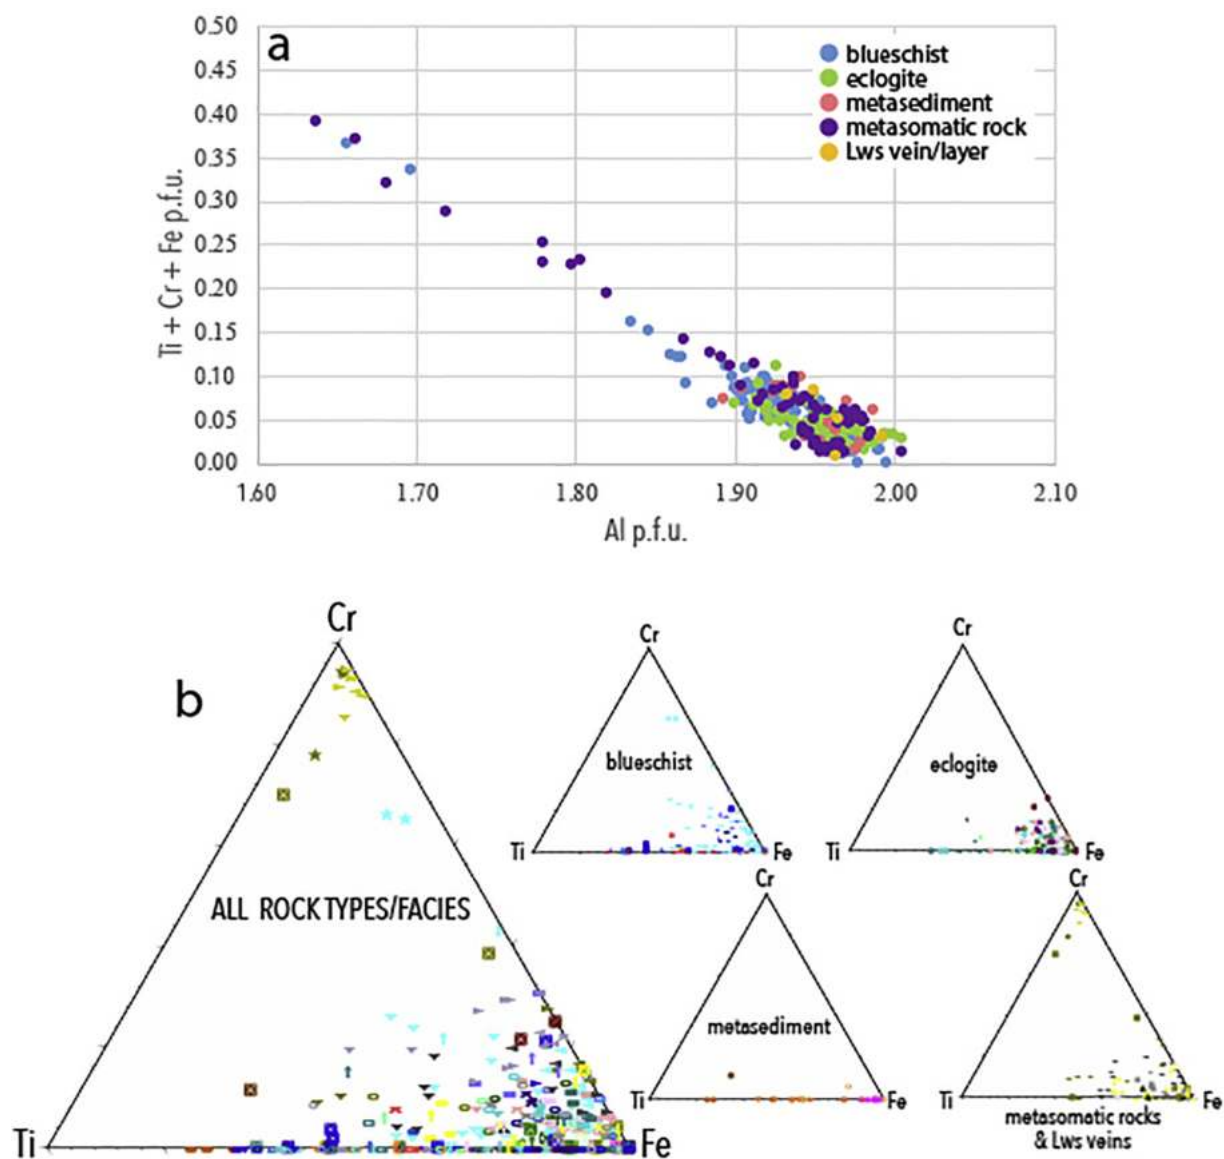 a
0.50
0.45
0.40
0.35
0.30
0.25
0.20
0.15
0.10
0.05
0.00
Ti + Cr + Fe p.f.u.
blueschist
eclogite
metasediment
metasomatic rock
Lws vein/layer
1.60 1.70 1.80 1.90 2.00 2.10
Al p.f.u.
b
Cr
ALL ROCK TYPES/FACIES
Ti Fe
Cr
blueschist
Ti Fe
Cr
eclogite
Ti Fe
Cr
metasediment
Ti Fe
Cr
Ti Fe
metasomatic rocks
& Lws veins